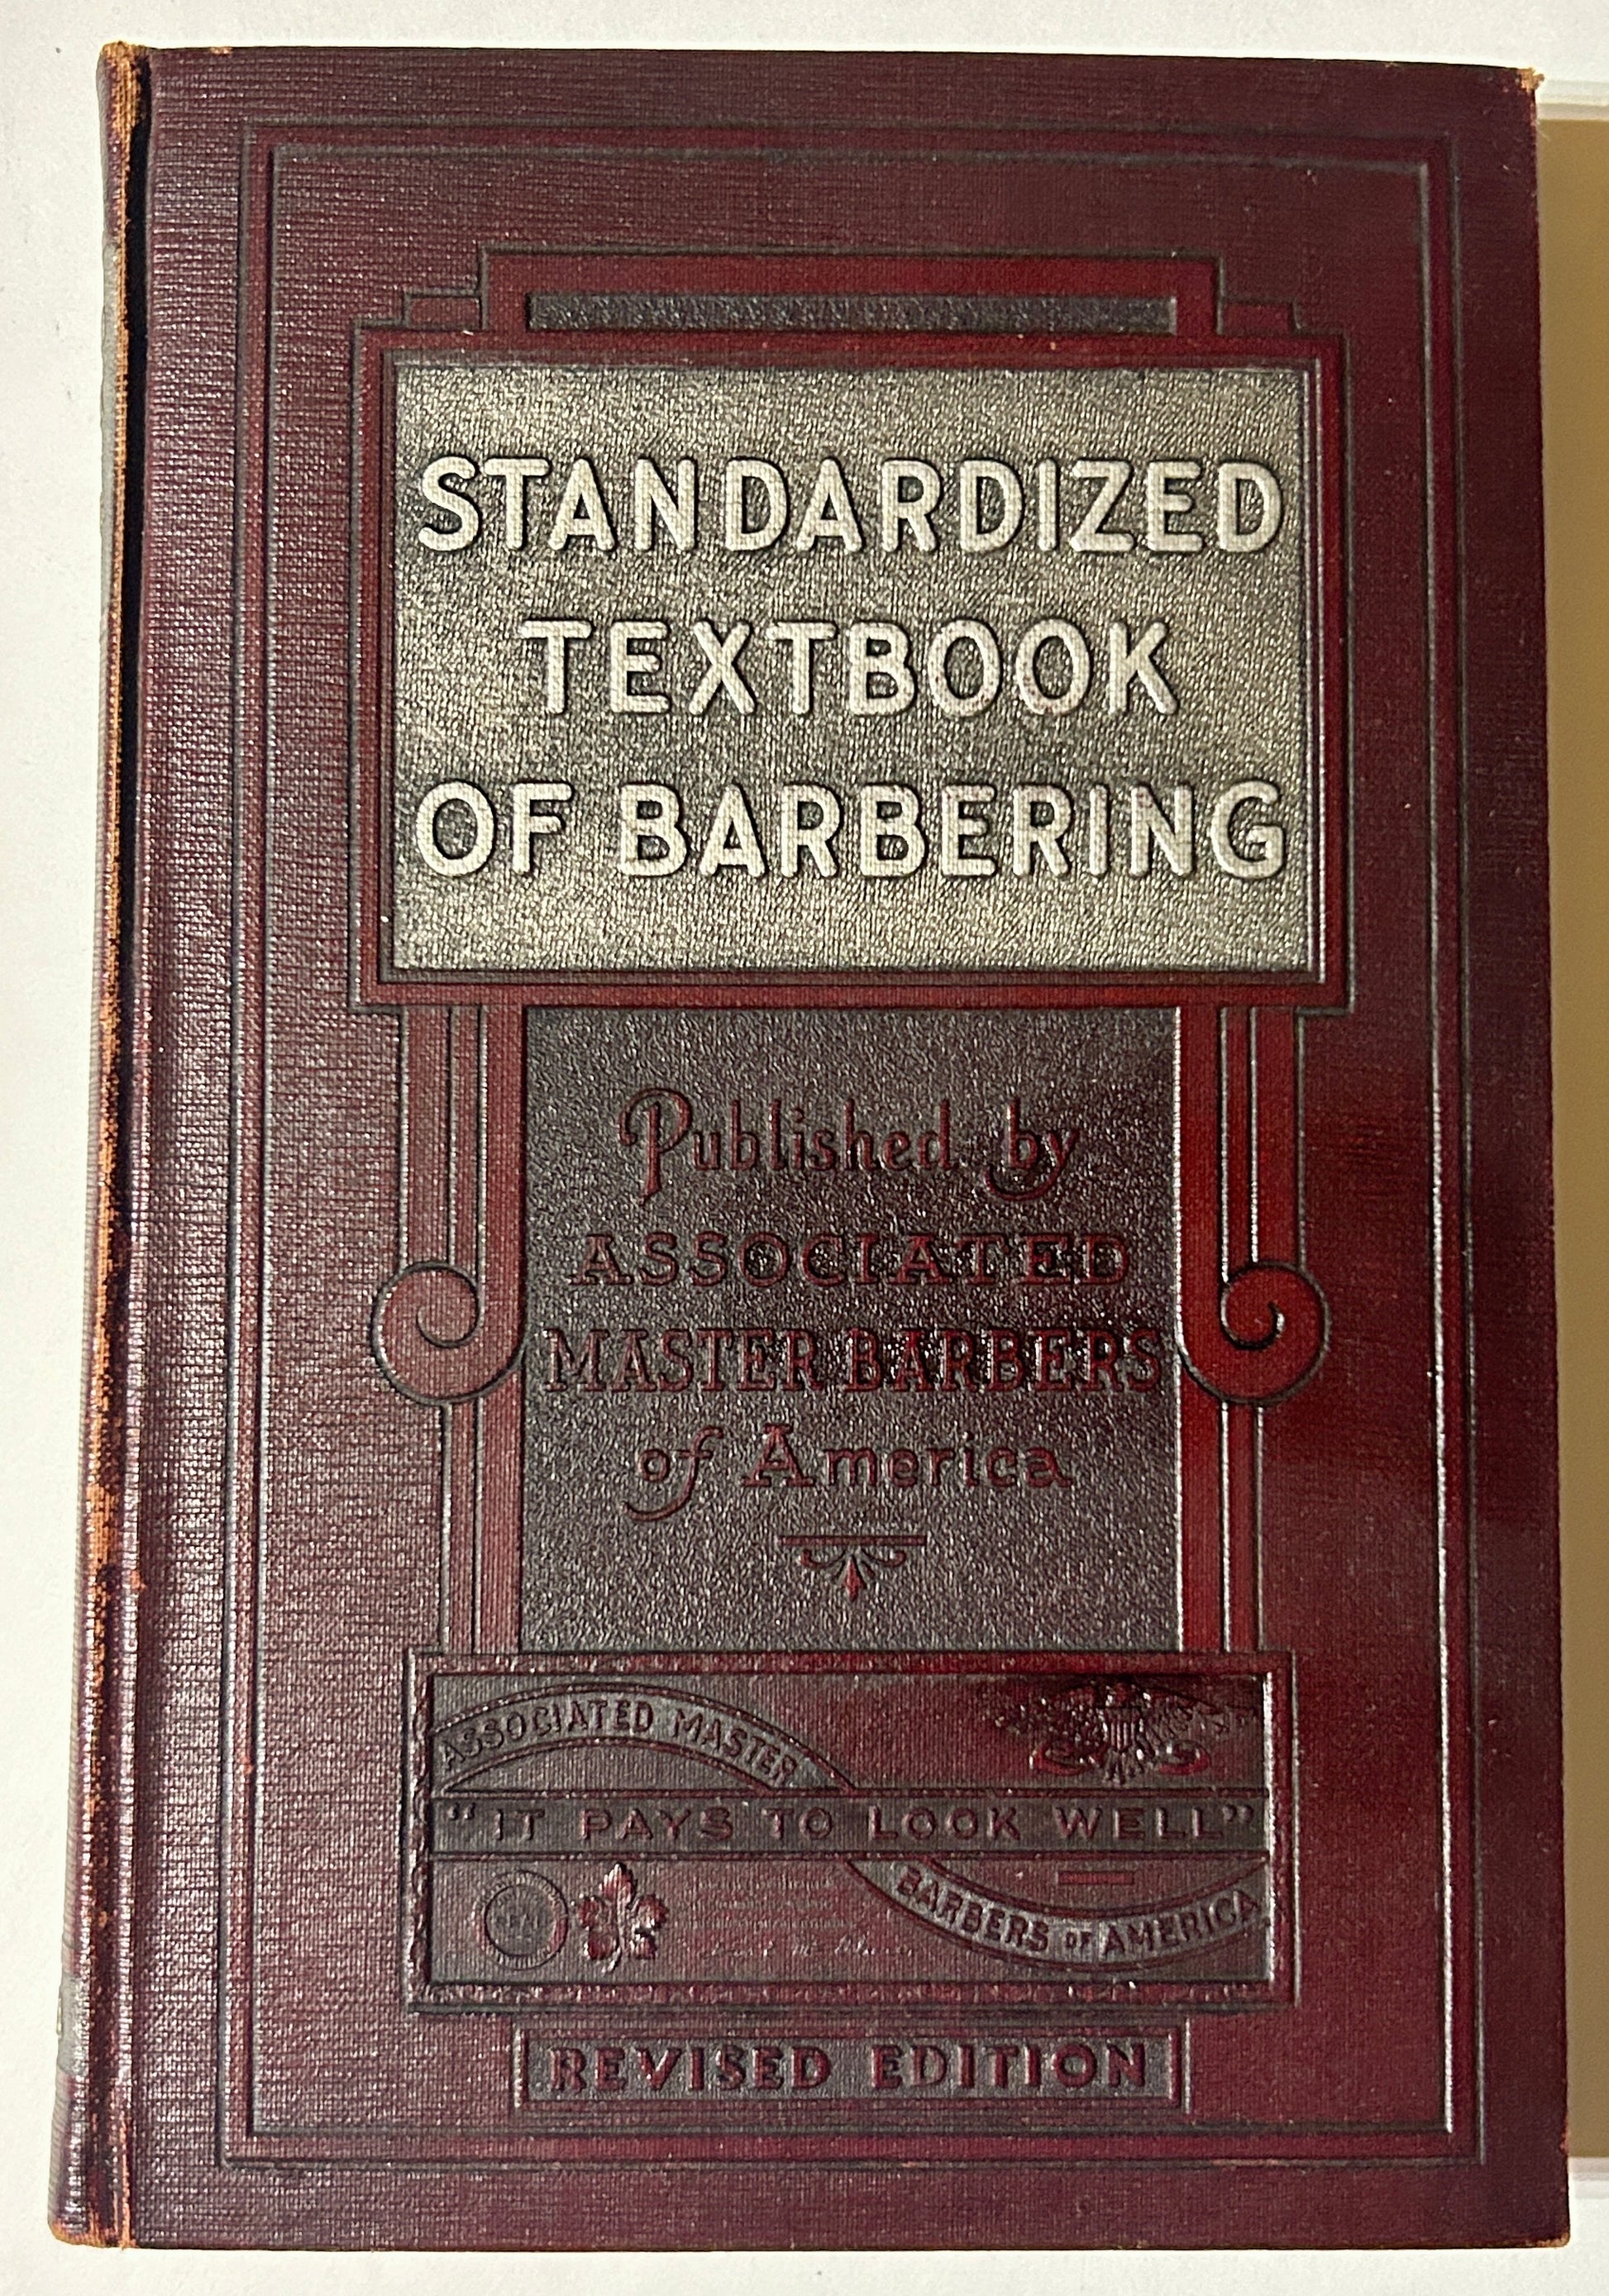 STANDARDIZED
TEXTBOOK
OF BARBERING
Published by
ASSOCIATED
MASTER BARBERS
of America
ASSOCIATED MASTER
"IT PAYS TO LOOK WELL"
BARBERS OF AMERICA
REVISED EDITION